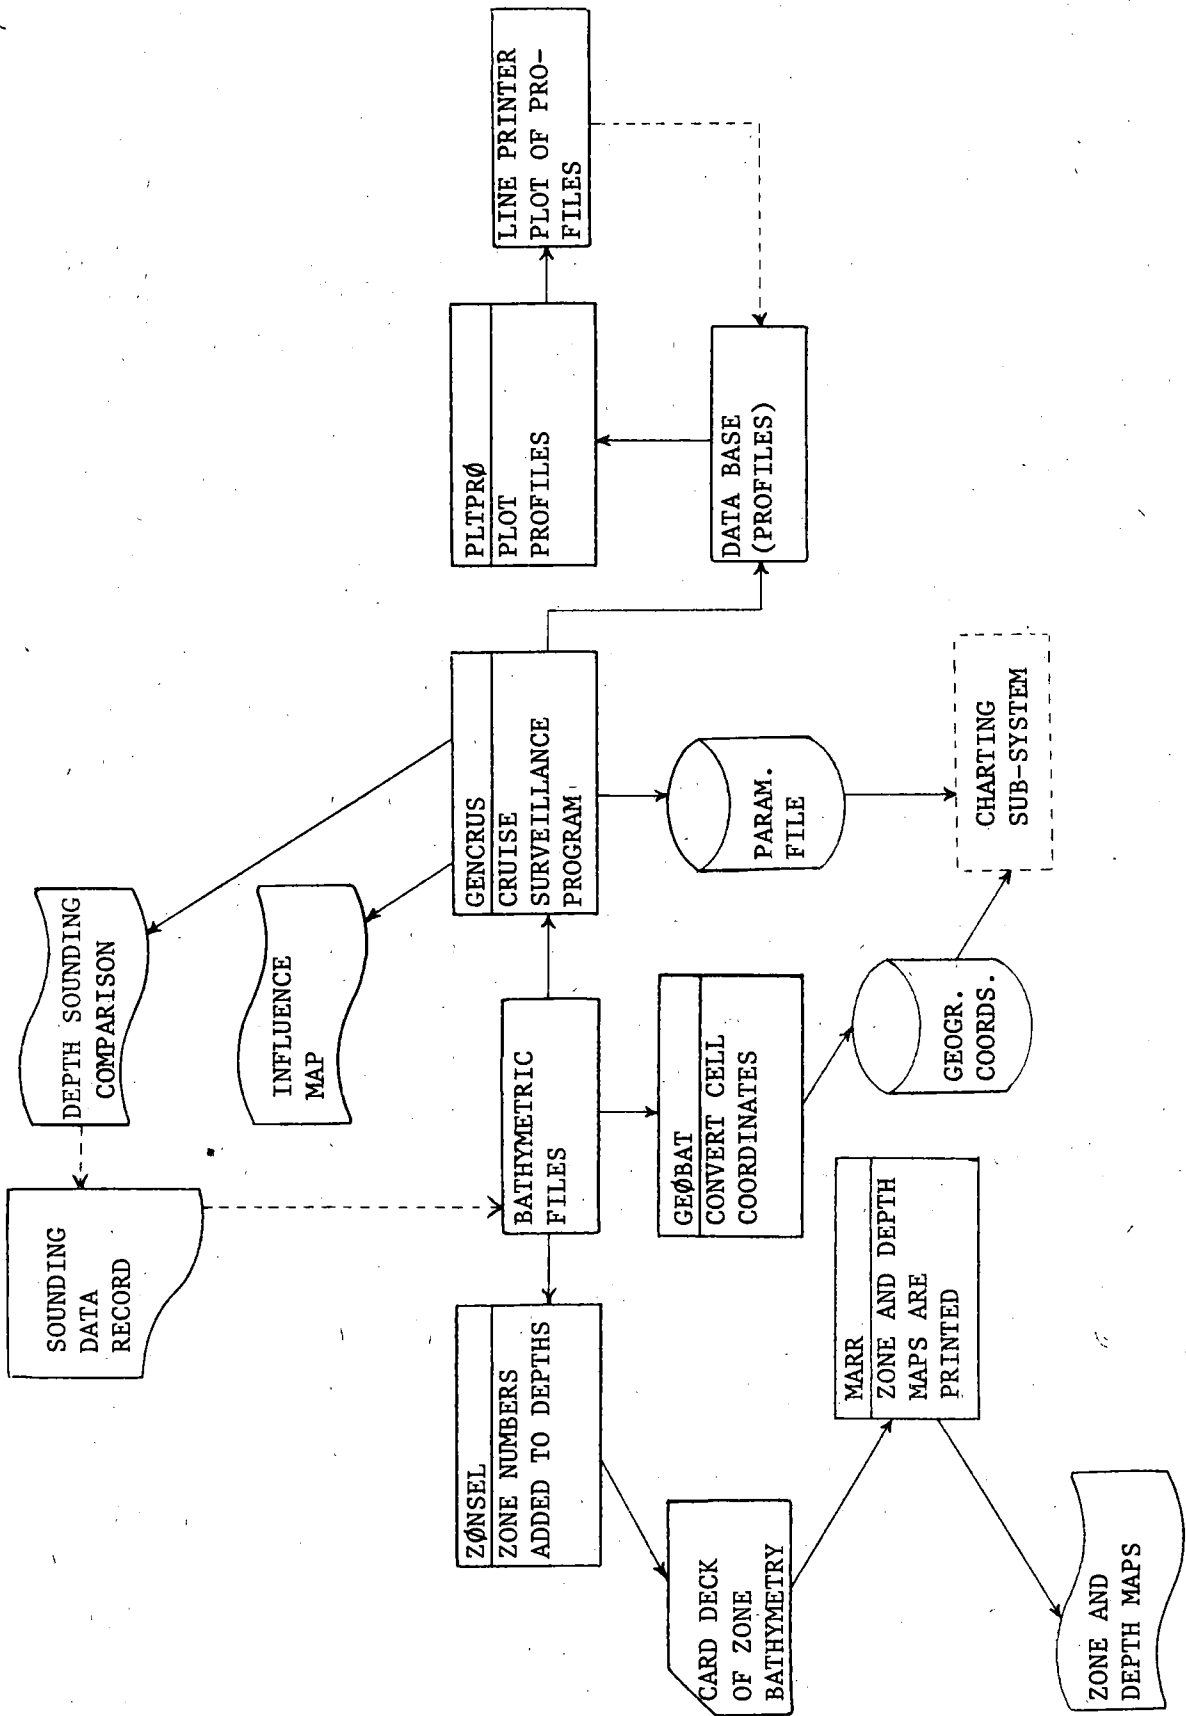 SOUNDING
DATA
RECORD
DEPTH SOUNDING
COMPARISON
INFLUENCE
MAP
ZØNSEL
ZONE NUMBERS
ADDED TO DEPTHS
BATHYMETRIC
FILES
GENCRUS
CRUISE
SURVEILLANCE
PROGRAM
PLTPRØ
PLOT
PROFILES
LINE PRINTER
PLOT OF PRO-
FILES
CARD DECK
OF ZONE
BATHYMETRY
GEØBAT
CONVERT CELL
COORDINATES
PARAM.
FILE
DATA BASE
(PROFILES)
MARR
ZONE AND DEPTH
MAPS ARE
PRINTED
GEOGR.
COORDS.
CHARTING
SUB-SYSTEM
ZONE AND
DEPTH MAPS